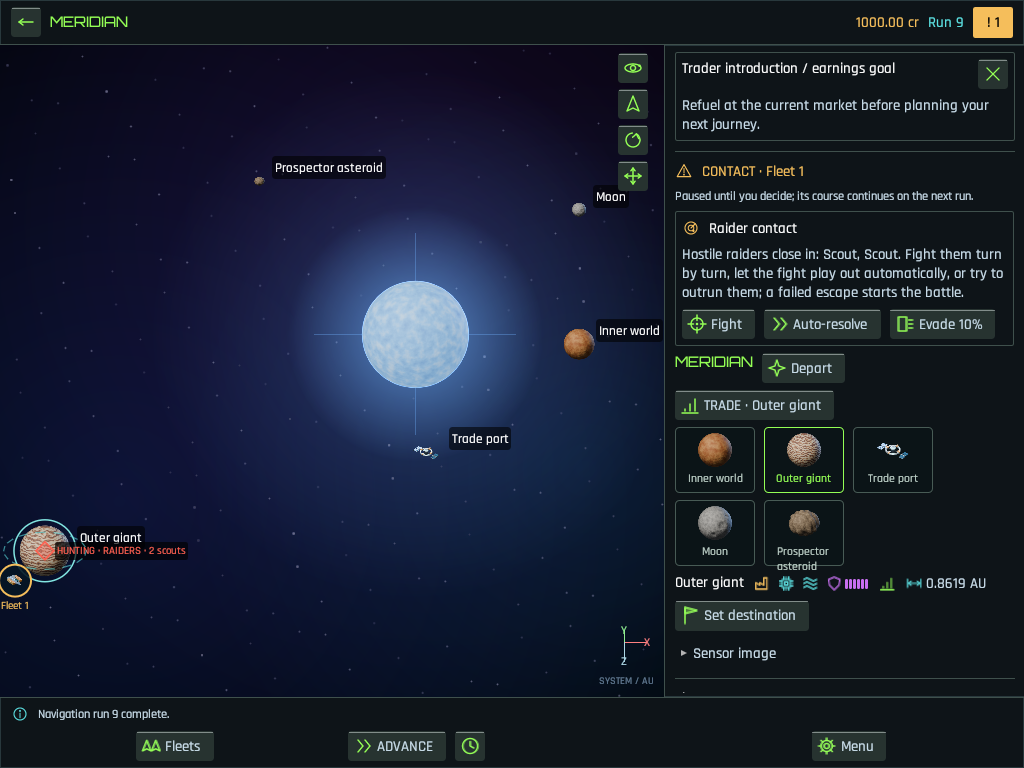 MERIDIAN
1000.00 cr Run 9 ! 1
Prospector asteroid
Moon
Inner world
Trade port
Outer giant
HUNTING · RAIDERS · 2 scouts
Fleet 1
Y
X
Z
SYSTEM / AU
Trader introduction / earnings goal
Refuel at the current market before planning your
next journey.
CONTACT · Fleet 1
Paused until you decide; its course continues on the next run.
Raider contact
Hostile raiders close in: Scout, Scout. Fight them turn
by turn, let the fight play out automatically, or try to
outrun them; a failed escape starts the battle.
Fight Auto-resolve Evade 10%
MERIDIAN Depart
TRADE · Outer giant
Inner world Outer giant Trade port
Moon Prospector
asteroid
Outer giant 0.8619 AU
Set destination
Sensor image
Navigation run 9 complete.
Fleets ADVANCE Menu